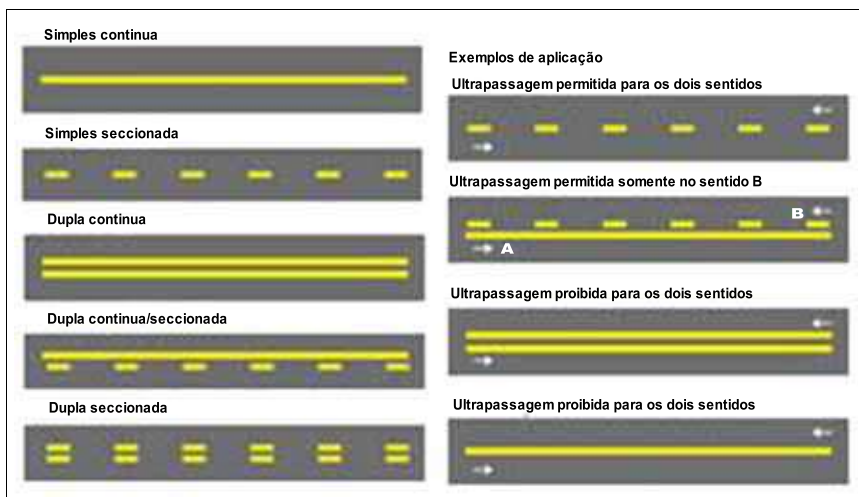 Simples continua
Simples seccionada
Dupla continua
Dupla continua/seccionada
Dupla seccionada
Exemplos de aplicação
Ultrapassagem permitida para os dois sentidos
Ultrapassagem permitida somente no sentido B
B
A
Ultrapassagem proibida para os dois sentidos
Ultrapassagem proibida para os dois sentidos